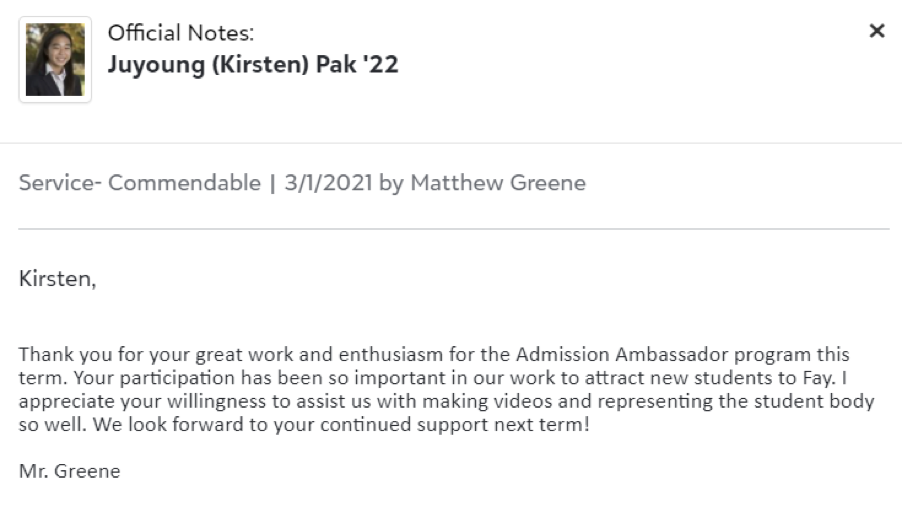 Official Notes:
Juyoung (Kirsten) Pak '22
Service- Commendable | 3/1/2021 by Matthew Greene
Kirsten,
Thank you for your great work and enthusiasm for the Admission Ambassador program this
term. Your participation has been so important in our work to attract new students to Fay. I
appreciate your willingness to assist us with making videos and representing the student body
so well. We look forward to your continued support next term!
Mr. Greene